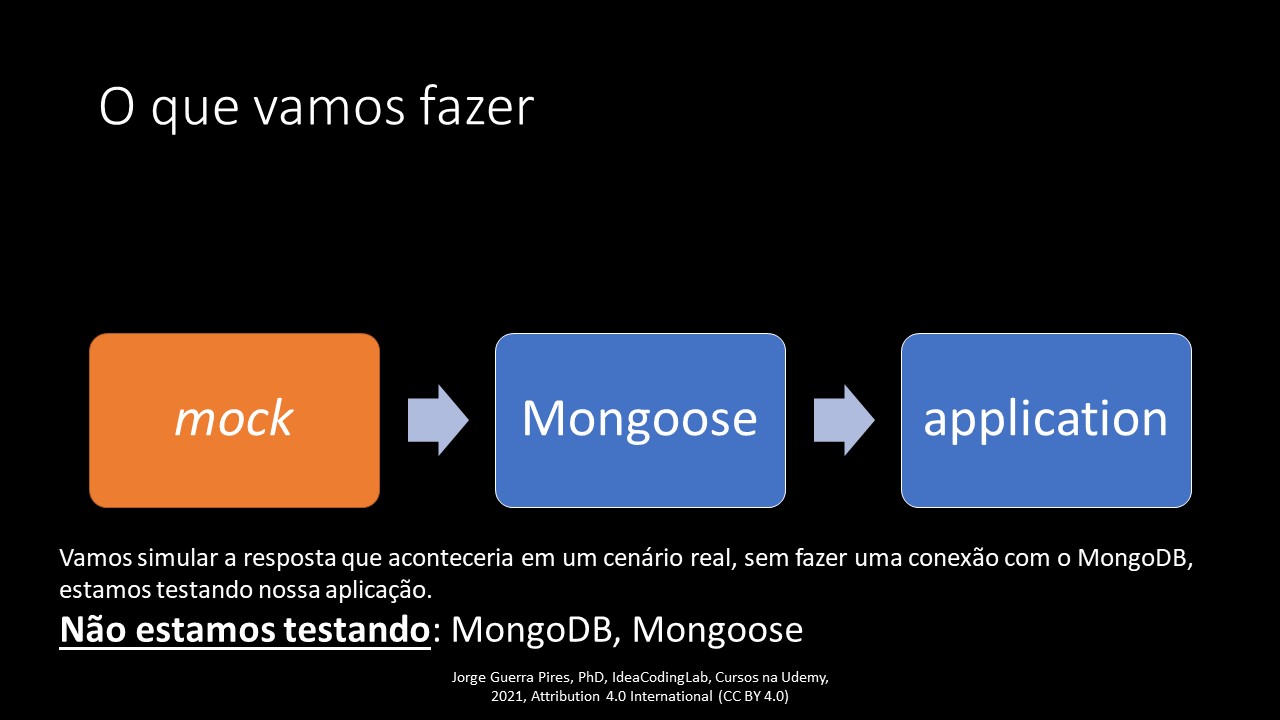 O que vamos fazer
mock
Mongoose
application
Vamos simular a resposta que aconteceria em um cenário real, sem fazer uma conexão com o MongoDB,
estamos testando nossa aplicação.
Não estamos testando: MongoDB, Mongoose
Jorge Guerra Pires, PhD, IdeaCodingLab, Cursos na Udemy,
2021, Attribution 4.0 International (CC BY 4.0)